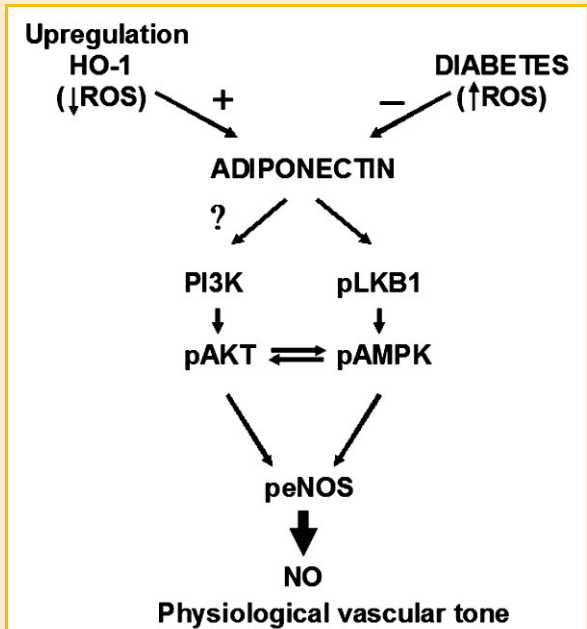 Upregulation
HO-1
DIABETES
(↓ROS)
+
–
(↑ROS)
ADIPONECTIN
?
PI3K
pLKB1
pAKT
pAMPK
peNOS
NO
Physiological vascular tone